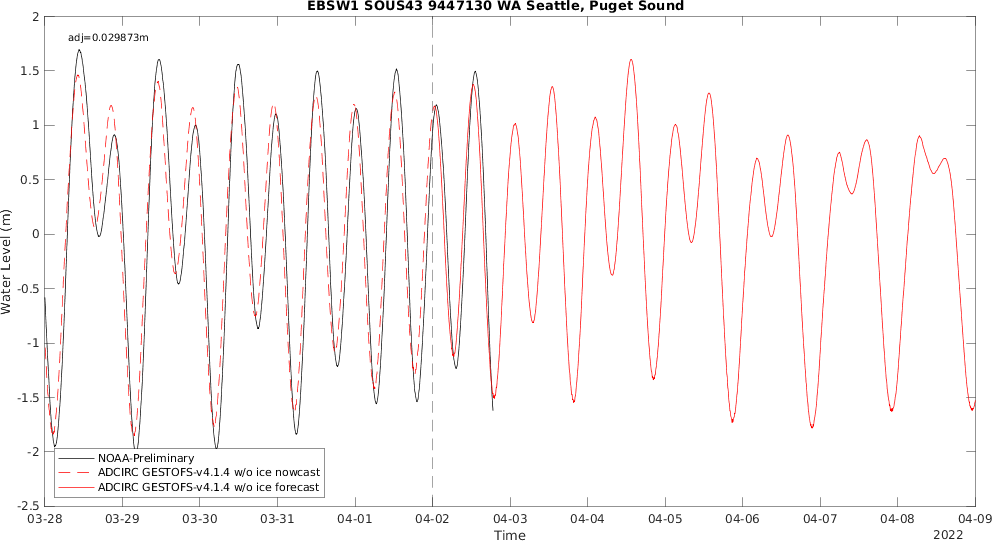 EBSW1 SOUS43 9447130 WA Seattle, Puget Sound
adj=0.029873m
2
1.5
1
0.5
0
-0.5
-1
-1.5
-2
-2.5
Water Level (m)
NOAA-Preliminary
ADCIRC GESTOFS-v4.1.4 w/o ice nowcast
ADCIRC GESTOFS-v4.1.4 w/o ice forecast
03-28 03-29 03-30 03-31 04-01 04-02 04-03 04-04 04-05 04-06 04-07 04-08 04-09
Time
2022